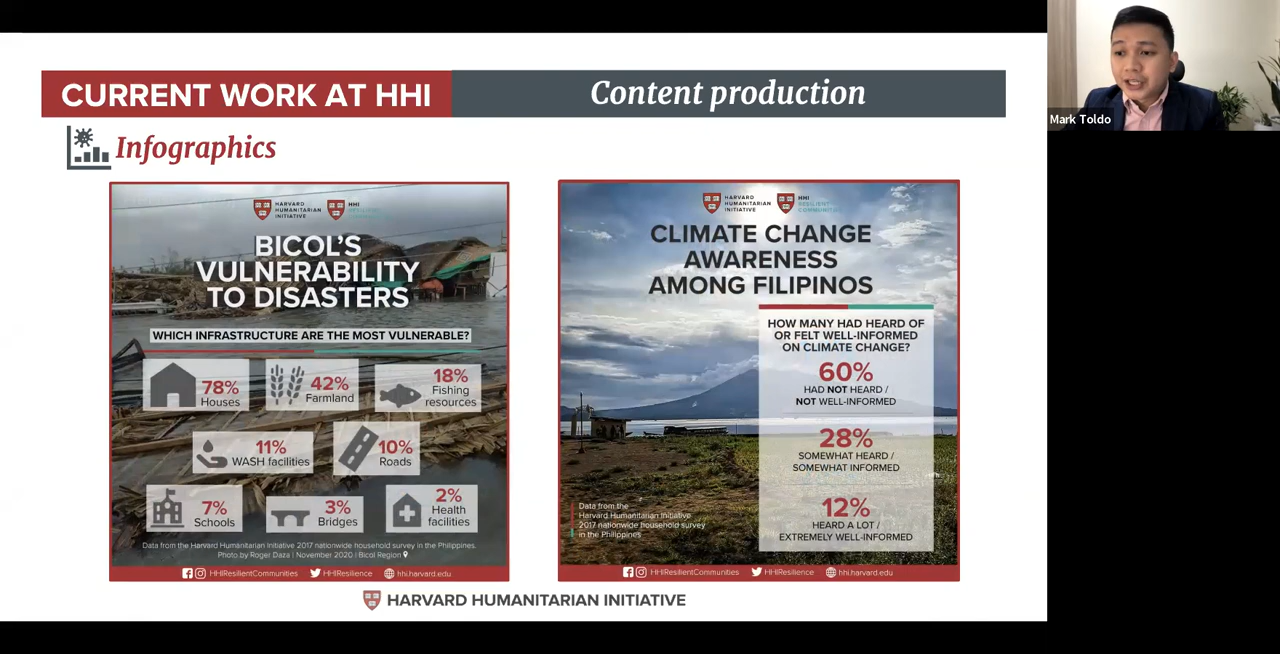 CURRENT WORK AT HHI
Content production
Mark Toldo
Infographics
HARVARD
HUMANITARIAN
INITIATIVE
HHI
RESILIENT
COMMUNITIES
BICOL'S
VULNERABILITY
TO DISASTERS
WHICH INFRASTRUCTURE ARE THE MOST VULNERABLE?
78%
Houses
42%
Farmland
18%
Fishing
resources
11%
WASH facilities
10%
Roads
7%
Schools
3%
Bridges
2%
Health
facilities
Data from the Harvard Humanitarian Initiative 2017 nationwide household survey in the Philippines.
Photo by Roger Daza | November 2020 | Bicol Region
HHIResilientCommunities
HHIResilience
hhi.harvard.edu
HARVARD
HUMANITARIAN
INITIATIVE
HHI
RESILIENT
COMMUNITIES
CLIMATE CHANGE
AWARENESS
AMONG FILIPINOS
HOW MANY HAD HEARD OF
OR FELT WELL-INFORMED
ON CLIMATE CHANGE?
60%
HAD NOT HEARD /
NOT WELL-INFORMED
28%
SOMEWHAT HEARD /
SOMEWHAT INFORMED
12%
HEARD A LOT /
EXTREMELY WELL-INFORMED
Data from the
Harvard Humanitarian Initiative
2017 nationwide household survey
in the Philippines
HHIResilientCommunities
HHIResilience
hhi.harvard.edu
HARVARD HUMANITARIAN INITIATIVE